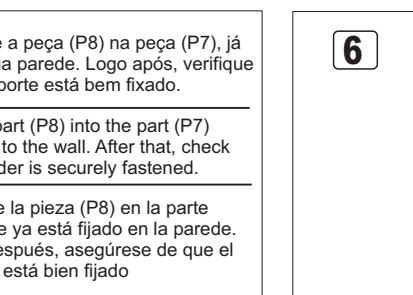 e a peça (P8) na peça (P7), já
na parede. Logo após, verifique
porte está bem fixado.
part (P8) into the part (P7)
to the wall. After that, check
der is securely fastened.
e la pieza (P8) en la parte
e ya está fijado en la parede.
espués, asegúrese de que el
está bien fijado
6